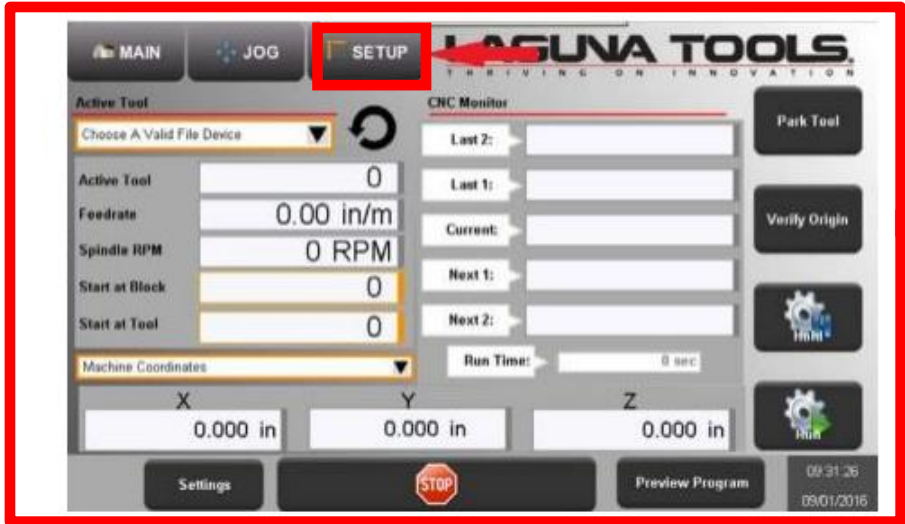 MAIN
JOG
SETUP
LAGUNA TOOLS.
THRIVING ON INNOVATION
Active Tool
Choose A Valid File Device
Active Tool 0
Feedrate 0.00 in/m
Spindle RPM 0 RPM
Start at Block 0
Start at Tool 0
Machine Coordinates
CNC Monitor
Last 2:
Last 1:
Current:
Next 1:
Next 2:
Run Time: 0 sec
Park Tool
Verify Origin
Hold
Run
X Y Z
0.000 in 0.000 in 0.000 in
Settings
STOP
Preview Program
09:31:26
09/01/2016